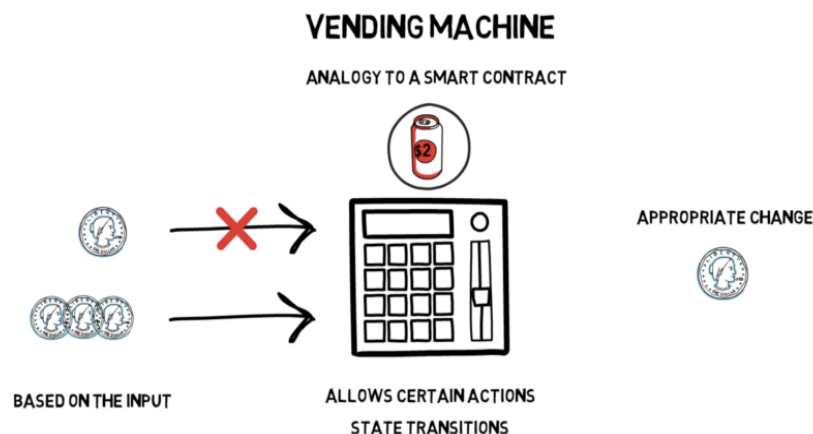 VENDING MACHINE
ANALOGY TO A SMART CONTRACT
$2
APPROPRIATE CHANGE
BASED ON THE INPUT
ALLOWS CERTAIN ACTIONS
STATE TRANSITIONS